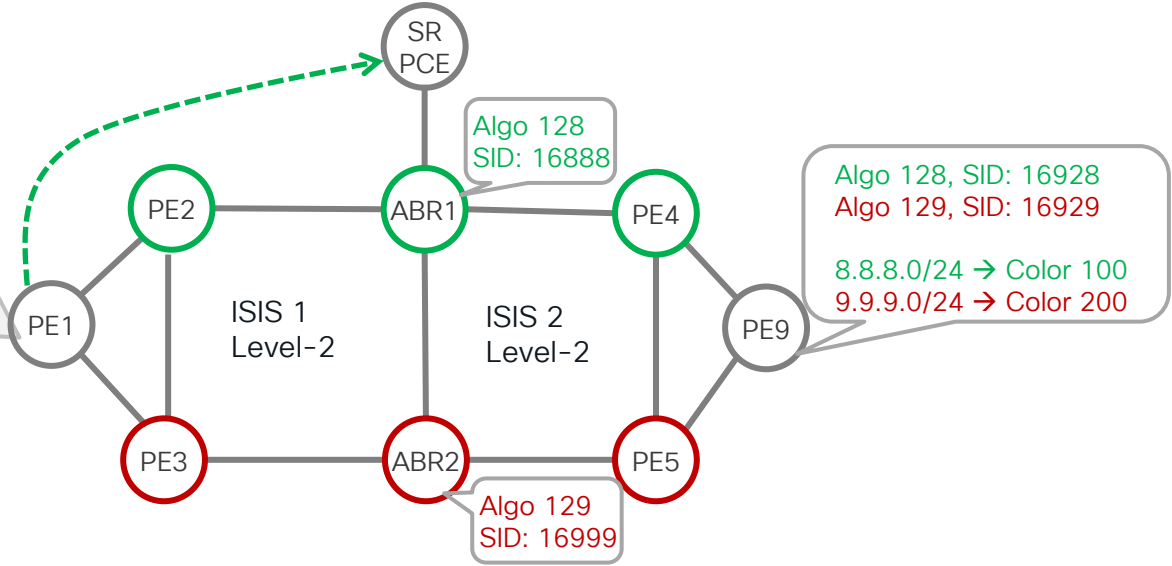 SR
PCE
Algo 128
SID: 16888
PE2
ABR1
PE4
Algo 128, SID: 16928
Algo 129, SID: 16929
8.8.8.0/24 → Color 100
9.9.9.0/24 → Color 200
PE1
ISIS 1
Level-2
ISIS 2
Level-2
PE9
PE3
ABR2
PE5
Algo 129
SID: 16999